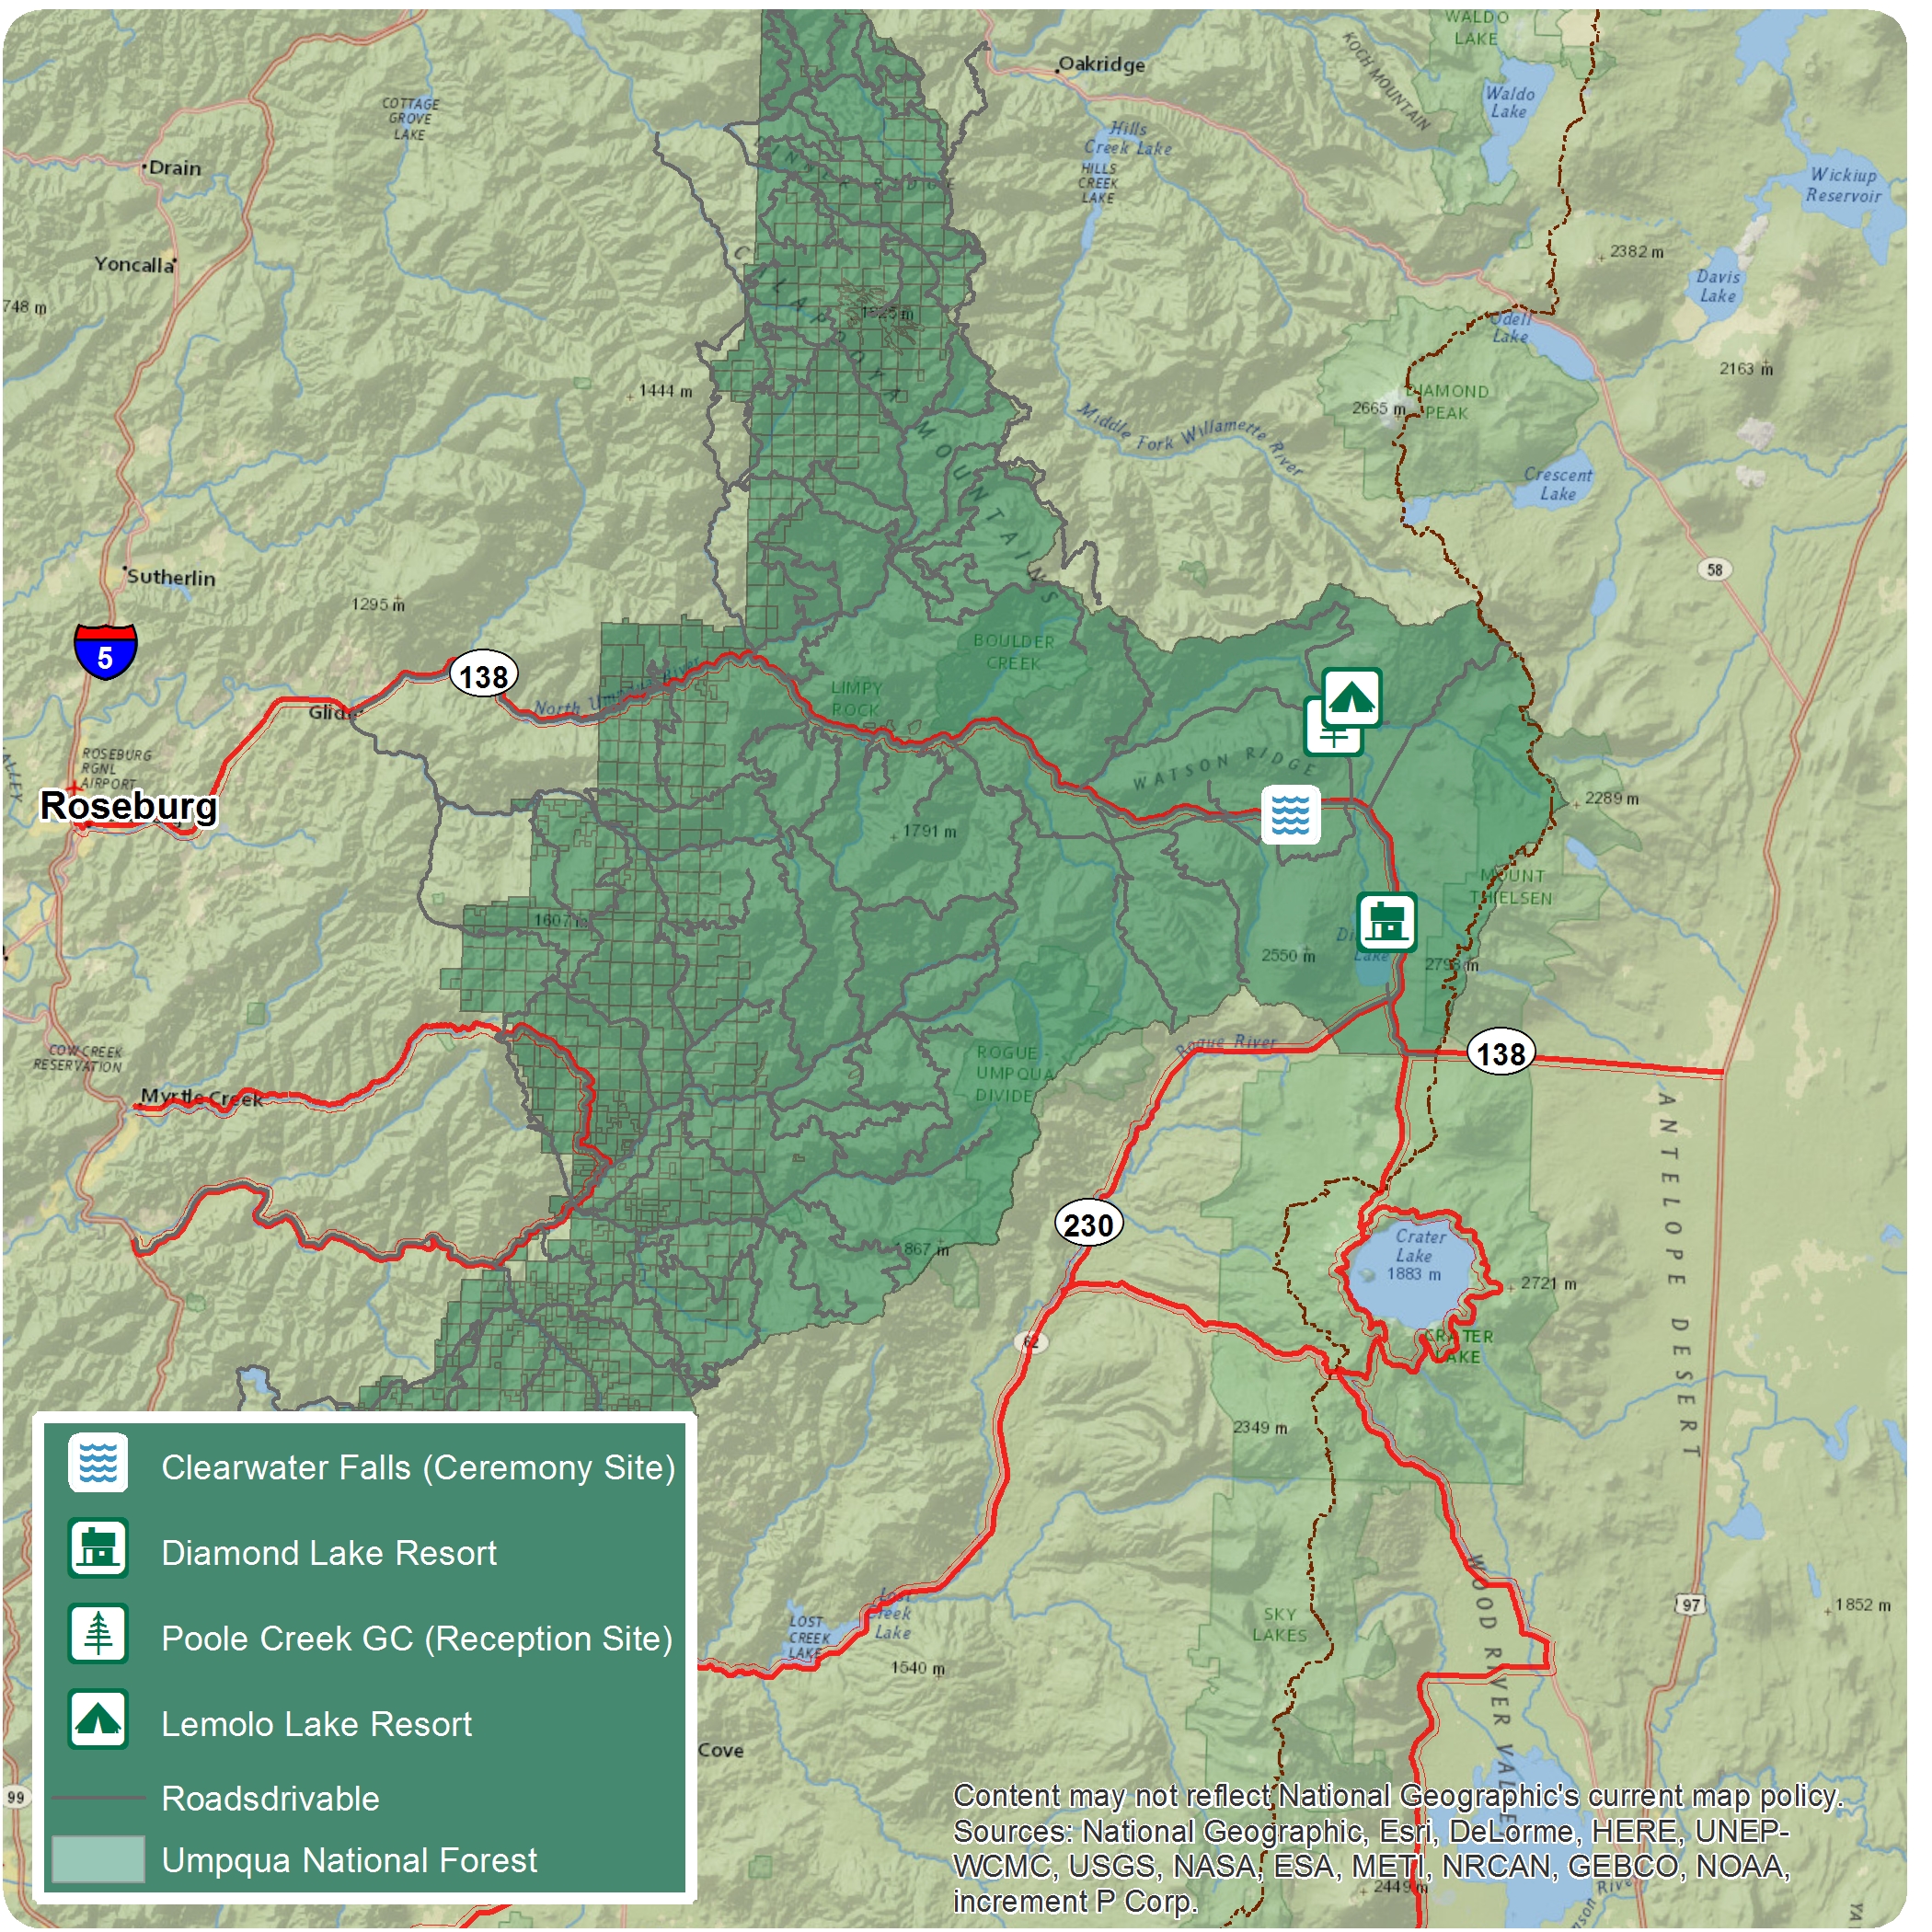 WALDO
LAKE
Oakridge
KOCH MOUNTAIN
COTTAGE
GROVE
LAKE
Waldo
Lake
Hills
Creek Lake
HILLS
CREEK
LAKE
Drain
Wickiup
Reservoir
Yoncalla
2382 m
Davis
Lake
748 m
CALAPOOYA MOUNTAINS
1625 m
Odell
Lake
2163 m
1444 m
DIAMOND
PEAK
2665 m
Middle Fork Willamette River
Crescent
Lake
58
Sutherlin
1295 m
5
BOULDER
CREEK
138
North Umpqua River
LIMPY
ROCK
Glide
ROSEBURG
RGNL
AIRPORT
WATSON RIDGE
Roseburg
2289 m
1791 m
MOUNT
THIELSEN
1607 m
2550 m
Lake
m
Rogue River
138
COW CREEK
RESERVATION
ROGUE -
UMPQUA
DIVIDE
Myrtle Creek
ANTELOPE DESERT
230
1867 m
Crater
Lake
1883 m
2721 m
62
CRATER
LAKE
2349 m
Clearwater Falls (Ceremony Site)
Diamond Lake Resort
Poole Creek GC (Reception Site)
Lemolo Lake Resort
Roadsdrivable
Umpqua National Forest
WOOD RIVER VALLEY
97
1852 m
Lost
Creek
Lake
LOST
CREEK
LAKE
SKY
LAKES
1540 m
Cove
99
Content may not reflect National Geographic's current map policy.
Sources: National Geographic, Esri, DeLorme, HERE, UNEP-
WCMC, USGS, NASA, ESA, METI, NRCAN, GEBCO, NOAA,
increment P Corp.
2449 m
YA